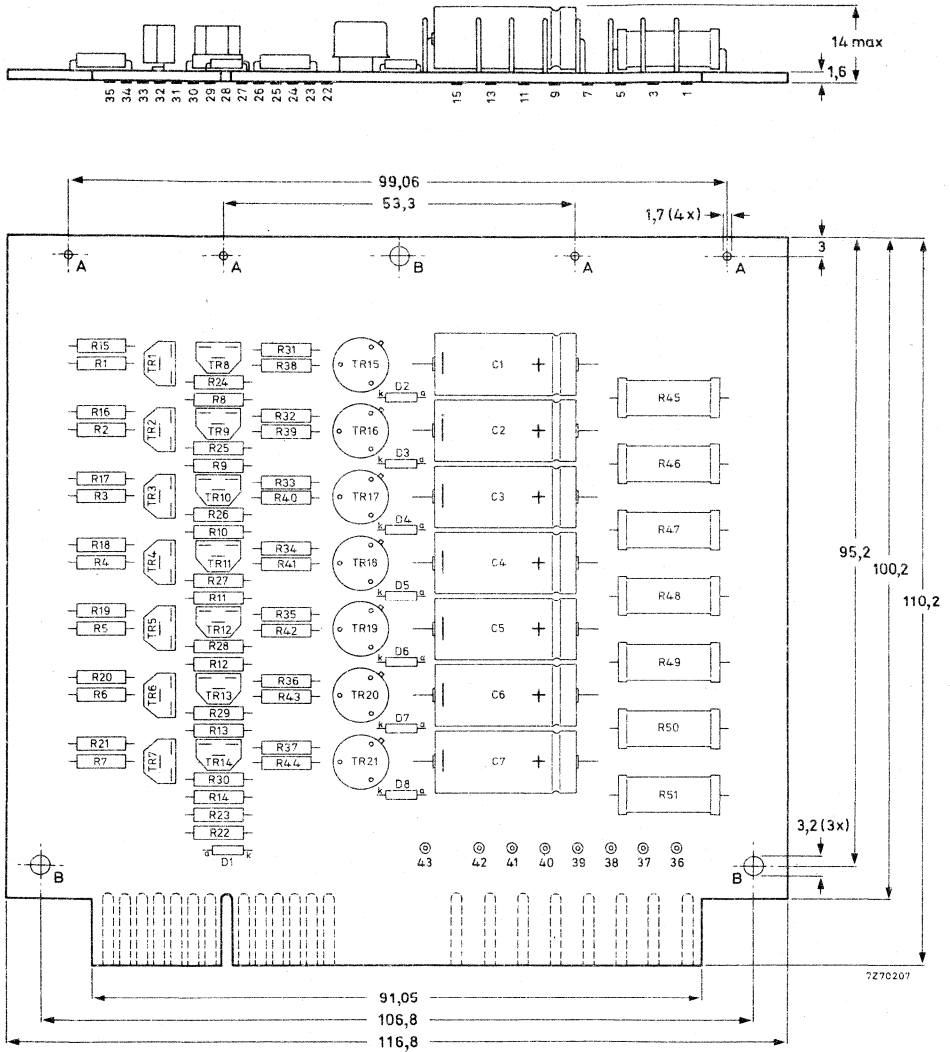 14 max
1,6
35 34 33 32 31 30 29 28 27 26 25 24 23 22 15 13 11 9 7 5 3 1
99,06
53,3
1,7 (4x)
3
A A B A A
R15 R31
R1 TR1 TR8 R38 TR15 C1
R24 D2
R8 k a R45
R16 R32
R2 TR2 TR9 R39 TR16 C2
R25 D3
R9 k a R46
R17 R33
R3 TR3 TR10 R40 TR17 C3
R26 D4
R10 k a R47
R18 R34
R4 TR4 TR11 R41 TR18 C4
R27 D5
R11 k a R48
R19 R35
R5 TR5 TR12 R42 TR19 C5
R28 D6
R12 k a R49
R20 R36
R6 TR6 TR13 R43 TR20 C6
R29 D7
R13 k a R50
R21 R37
R7 TR7 TR14 R44 TR21 C7
R30 D8
R14 k a R51
R23
R22
a D1 k
43 42 41 40 39 38 37 36
B B
3,2 (3x)
95,2
100,2
110,2
7Z70207
91,05
106,8
116,8